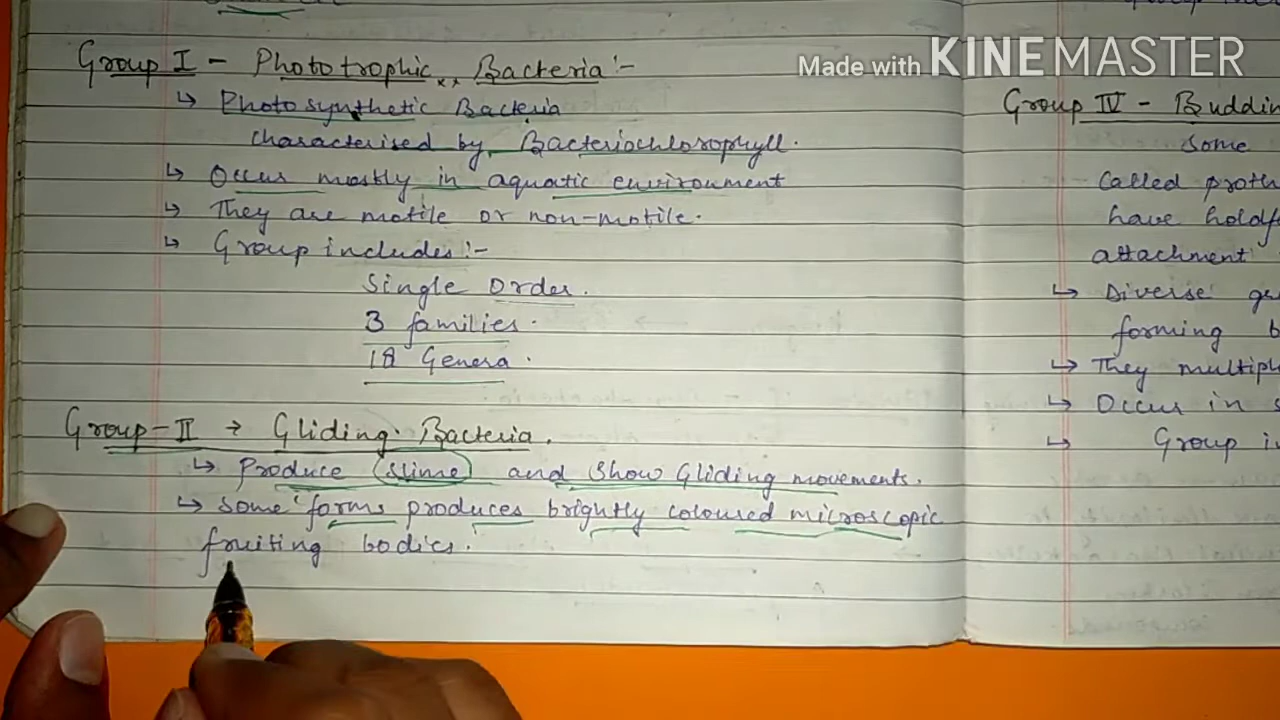 Made with KINEMASTER
Group I - Phototrophic Bacteria :-
↳ Photosynthetic Bacteria
characterised by Bacteriochlorophyll.
↳ Occurs mostly in aquatic environment
↳ They are motile or non-motile.
↳ Group includes :-
Single Order.
3 families.
18 Genera.
Group-II → Gliding Bacteria.
↳ Produce slime and show Gliding movements.
↳ Some forms produces brightly coloured microscopic
fruiting bodies.
Group IV - Buddin
some
called prosth
have holdf
attachment
↳ Diverse ge
forming b
↳ They multipl
↳ Occur in s
↳ Group i